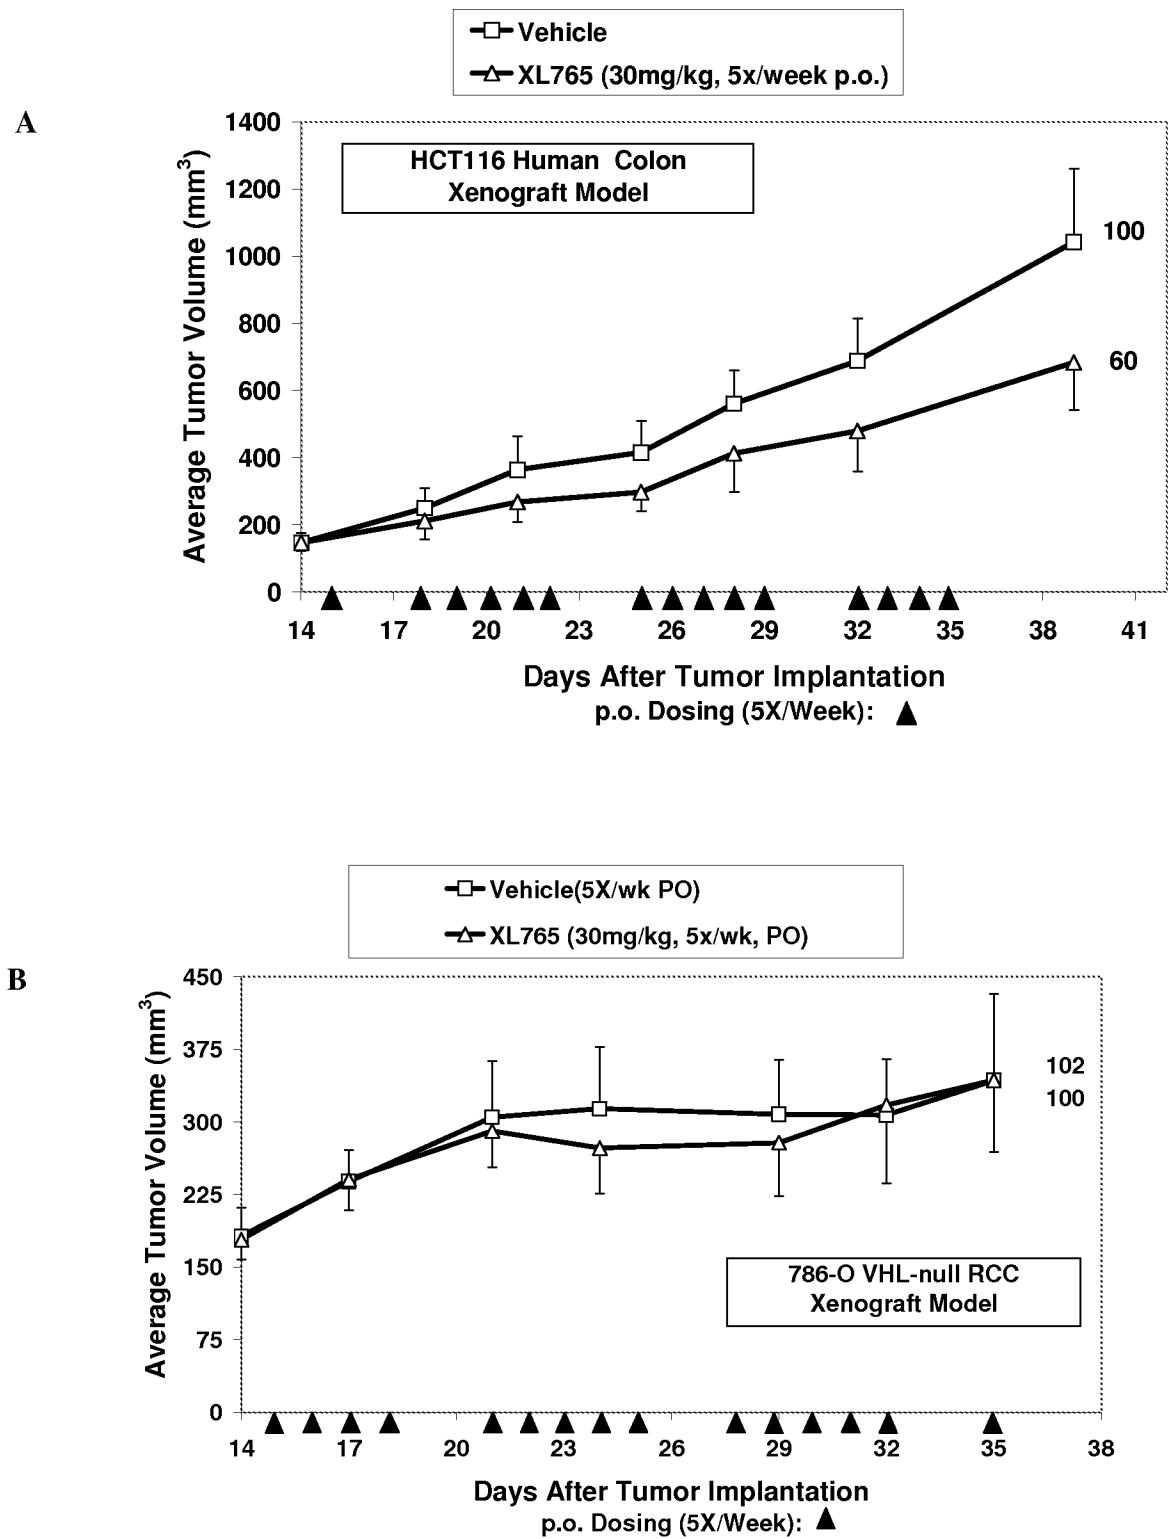 Vehicle
XL765 (30mg/kg, 5x/week p.o.)
A
1400
1200
1000
800
600
400
200
0
Average Tumor Volume (mm³)
HCT116 Human Colon
Xenograft Model
100
60
14 17 20 23 26 29 32 35 38 41
Days After Tumor Implantation
p.o. Dosing (5X/Week):
Vehicle(5X/wk PO)
XL765 (30mg/kg, 5x/wk, PO)
B
450
375
300
225
150
75
0
Average Tumor Volume (mm³)
102
100
786-O VHL-null RCC
Xenograft Model
14 17 20 23 26 29 32 35 38
Days After Tumor Implantation
p.o. Dosing (5X/Week):